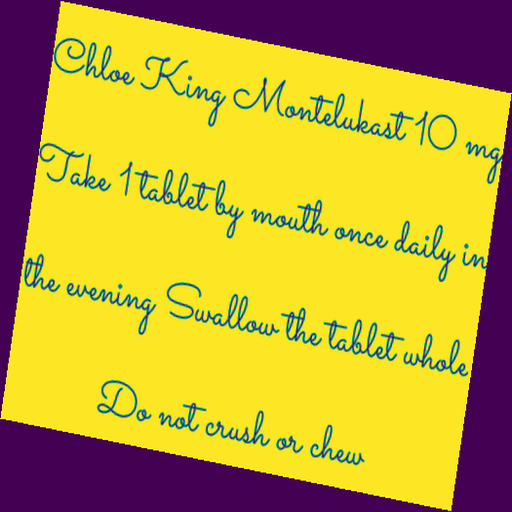 Chloe King Montelukast 10 mg
Take 1 tablet by mouth once daily in
the evening Swallow the tablet whole
Do not crush or chew